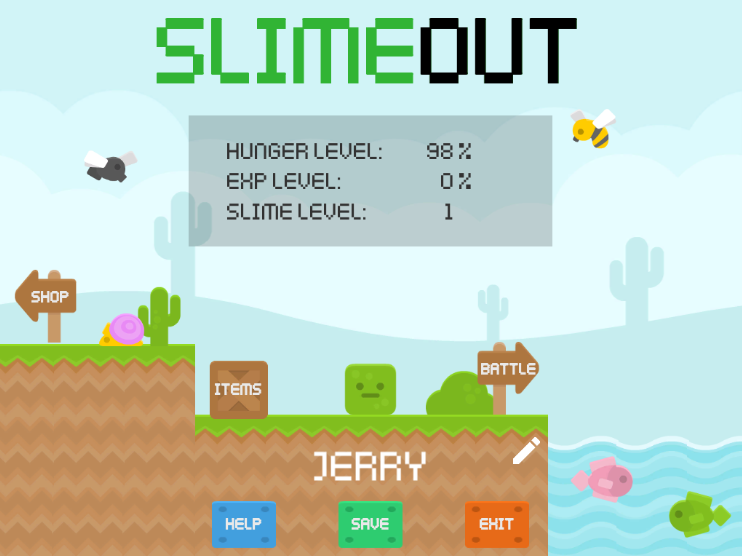 SLIMEOUT
HUNGER LEVEL: 98 %
EXP LEVEL: 0 %
SLIME LEVEL: 1
SHOP
BATTLE
ITEMS
JERRY
HELP SAVE EXIT